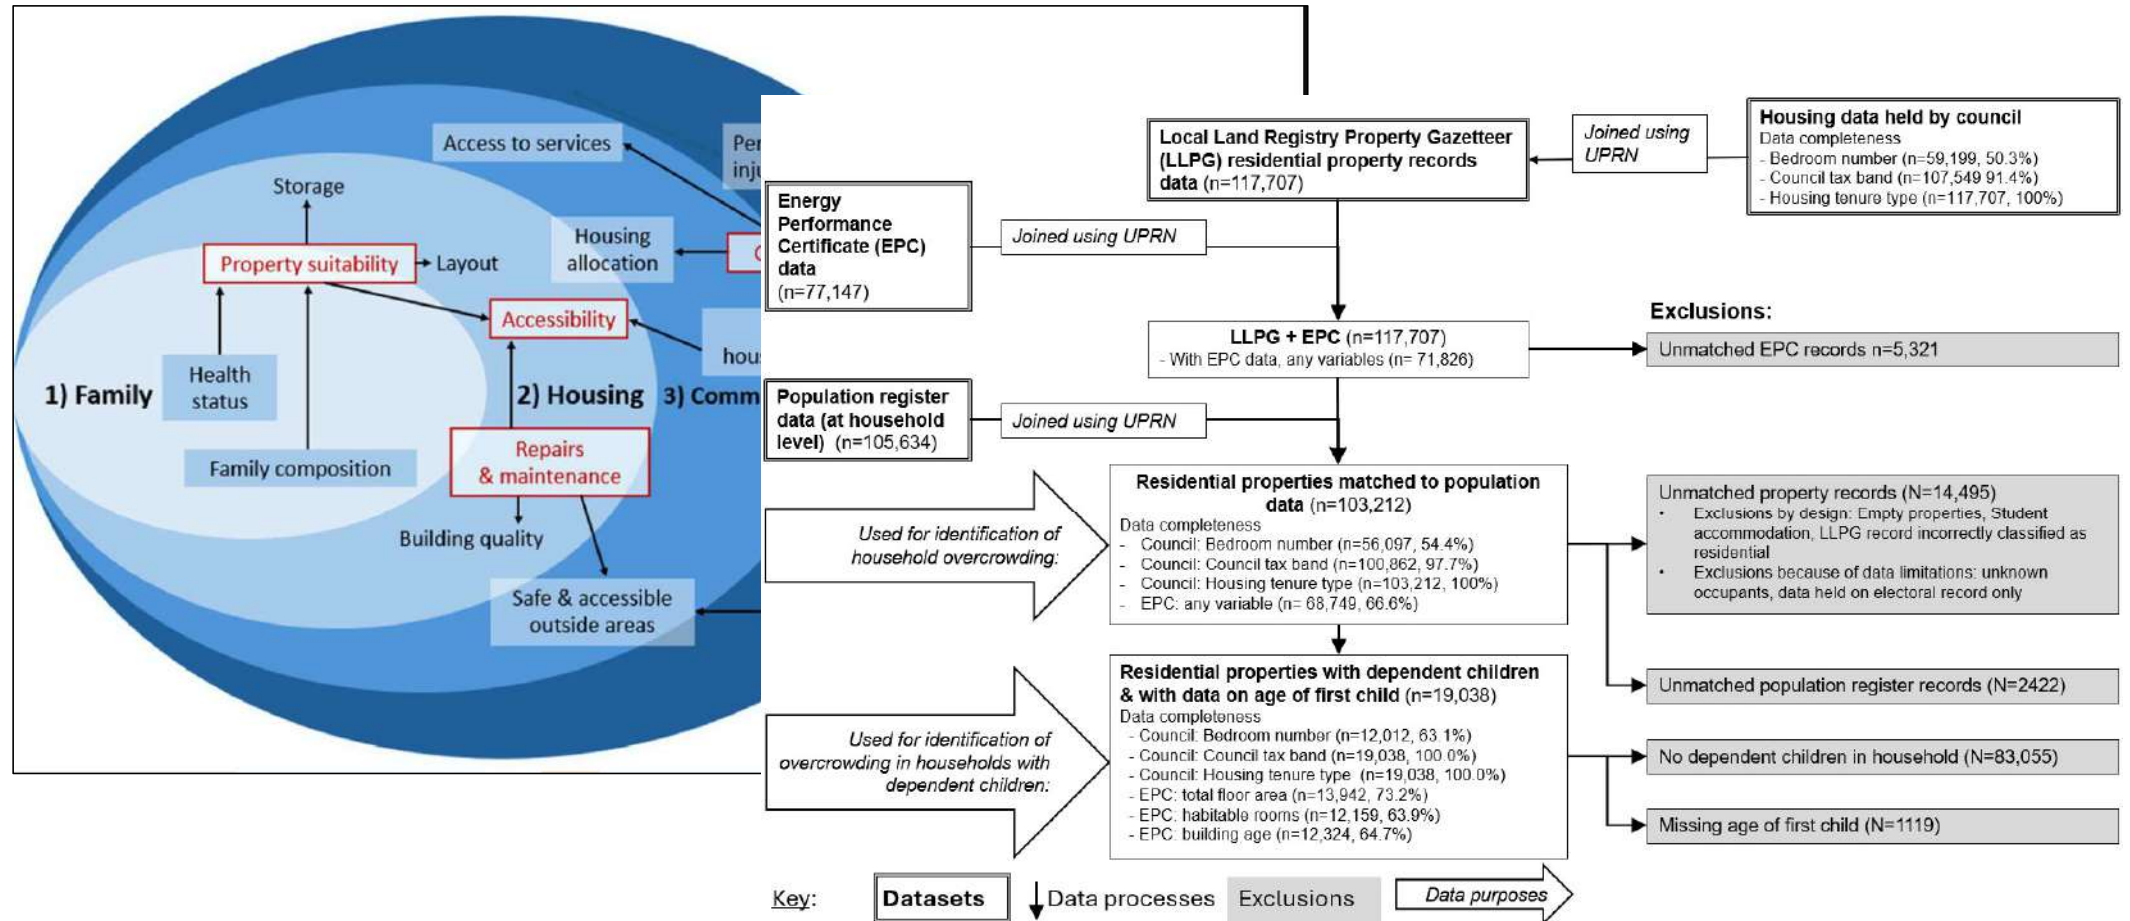 Access to services
Storage
Housing
allocation
Property suitability
Layout
Accessibility
Health
status
1) Family
2) Housing
3) Comm
Repairs
& maintenance
Family composition
Building quality
Safe & accessible
outside areas
Local Land Registry Property Gazetteer
(LLPG) residential property records
data (n=117,707)
Joined using
UPRN
Housing data held by council
Data completeness
- Bedroom number (n=59,199, 50.3%)
- Council tax band (n=107,549 91.4%)
- Housing tenure type (n=117,707, 100%)
Energy
Performance
Certificate (EPC)
data
(n=77,147)
Joined using UPRN
LLPG + EPC (n=117,707)
- With EPC data, any variables (n= 71,826)
Exclusions:
Unmatched EPC records n=5,321
Population register
data (at household
level) (n=105,634)
Joined using UPRN
Used for identification of
household overcrowding:
Residential properties matched to population
data (n=103,212)
Data completeness
- Council: Bedroom number (n=56,097, 54.4%)
- Council: Council tax band (n=100,862, 97.7%)
- Council: Housing tenure type (n=103,212, 100%)
- EPC: any variable (n= 68,749, 66.6%)
Unmatched property records (N=14,495)
• Exclusions by design: Empty properties, Student
accommodation, LLPG record incorrectly classified as
residential
• Exclusions because of data limitations: unknown
occupants, data held on electoral record only
Unmatched population register records (N=2422)
Used for identification of
overcrowding in households with
dependent children:
Residential properties with dependent children
& with data on age of first child (n=19,038)
Data completeness
- Council: Bedroom number (n=12,012, 63.1%)
- Council: Council tax band (n=19,038, 100.0%)
- Council: Housing tenure type (n=19,038, 100.0%)
- EPC: total floor area (n=13,942, 73.2%)
- EPC: habitable rooms (n=12,159, 63.9%)
- EPC: building age (n=12,324, 64.7%)
No dependent children in household (N=83,055)
Missing age of first child (N=1119)
Key:
Datasets
Data processes
Exclusions
Data purposes